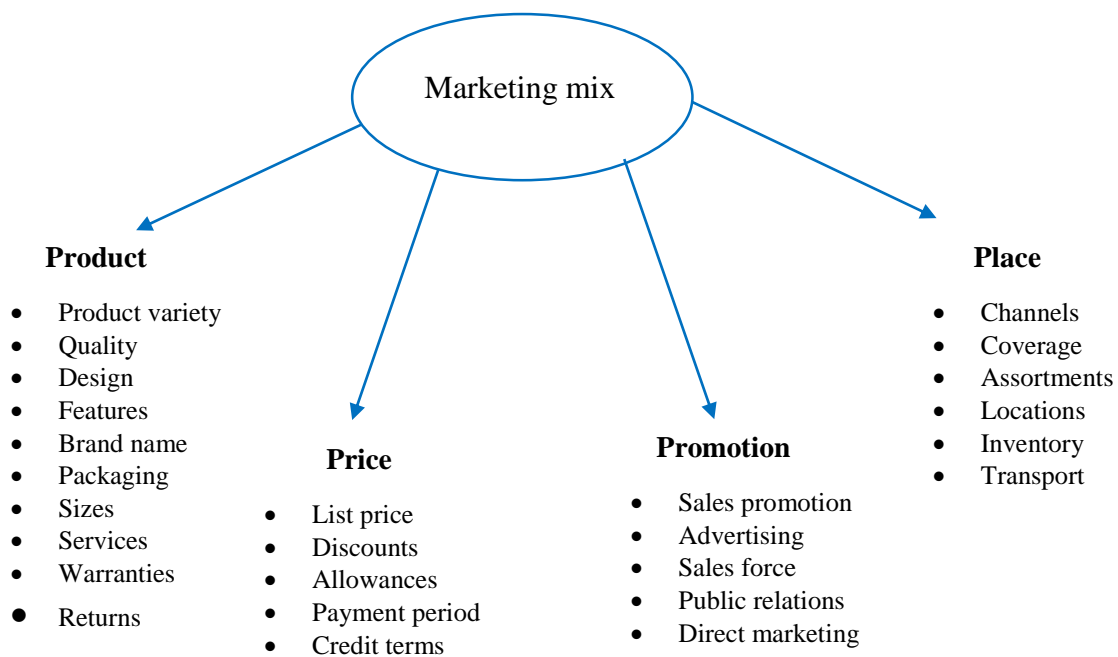 Marketing mix
Product
• Product variety
• Quality
• Design
• Features
• Brand name
• Packaging
• Sizes
• Services
• Warranties
• Returns
Price
• List price
• Discounts
• Allowances
• Payment period
• Credit terms
Promotion
• Sales promotion
• Advertising
• Sales force
• Public relations
• Direct marketing
Place
• Channels
• Coverage
• Assortments
• Locations
• Inventory
• Transport